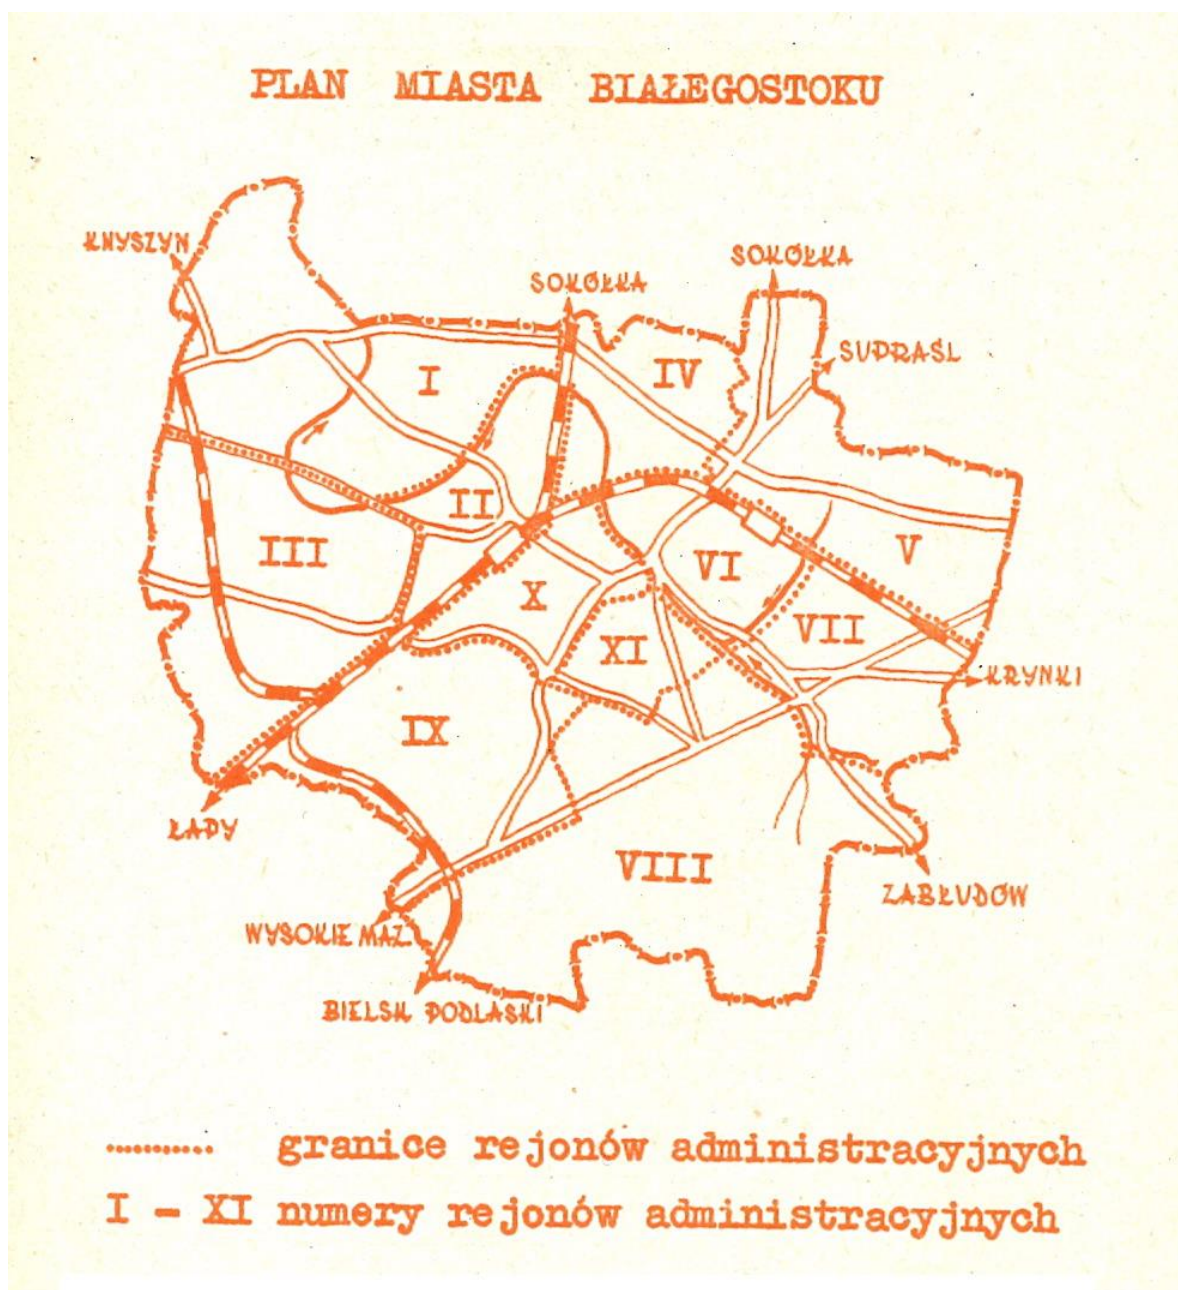 PLAN MIASTA BIAŁEGOSTOKU
KNYSZYN
SOKÓŁKA
SOKÓŁKA
SUPRAŚL
I
IV
II
III
V
VI
X
VII
XI
KRYNKI
IX
ŁAPY
VIII
ZABŁUDÓW
WYSOKIE MAZ.
BIELSK PODLASKI
granice rejonów administracyjnych
I - XI numery rejonów administracyjnych